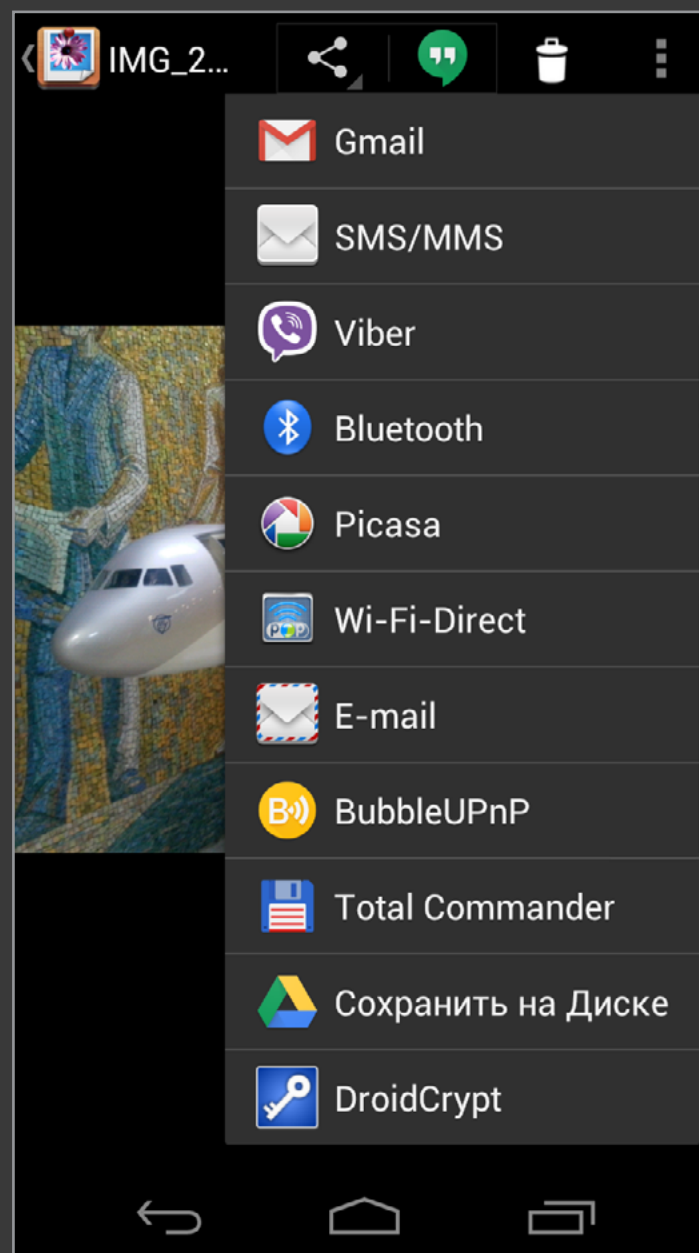 IMG_2...
Gmail
SMS/MMS
Viber
Bluetooth
Picasa
Wi-Fi-Direct
E-mail
BubbleUPnP
Total Commander
Сохранить на Диске
DroidCrypt